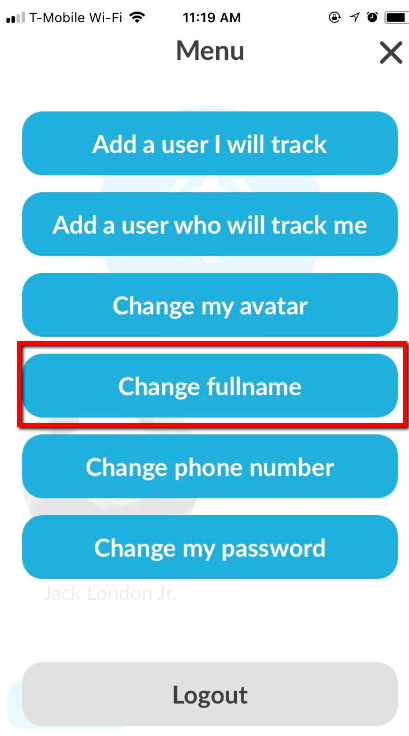 T-Mobile Wi-Fi 11:19 AM
Menu
Add a user I will track
Add a user who will track me
Change my avatar
Change fullname
Change phone number
Change my password
Jack London Jr.
Logout